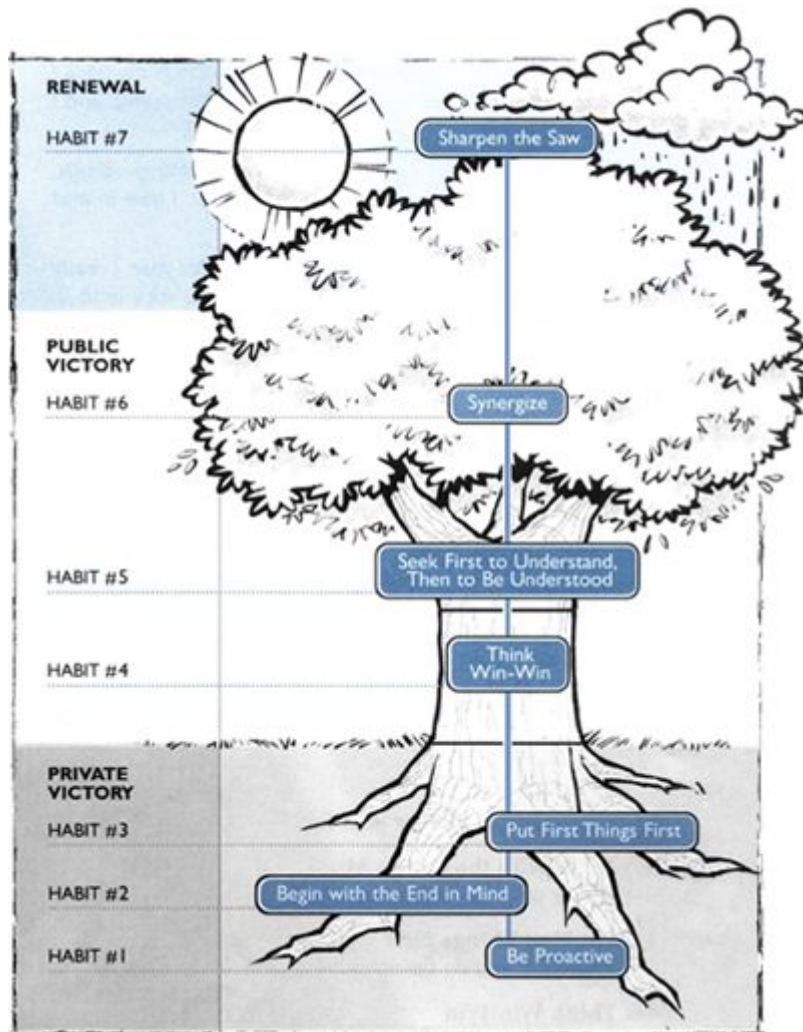 RENEWAL
HABIT #7
Sharpen the Saw
PUBLIC
VICTORY
HABIT #6
Synergize
HABIT #5
Seek First to Understand,
Then to Be Understood
HABIT #4
Think
Win-Win
PRIVATE
VICTORY
HABIT #3
Put First Things First
HABIT #2
Begin with the End in Mind
HABIT #1
Be Proactive